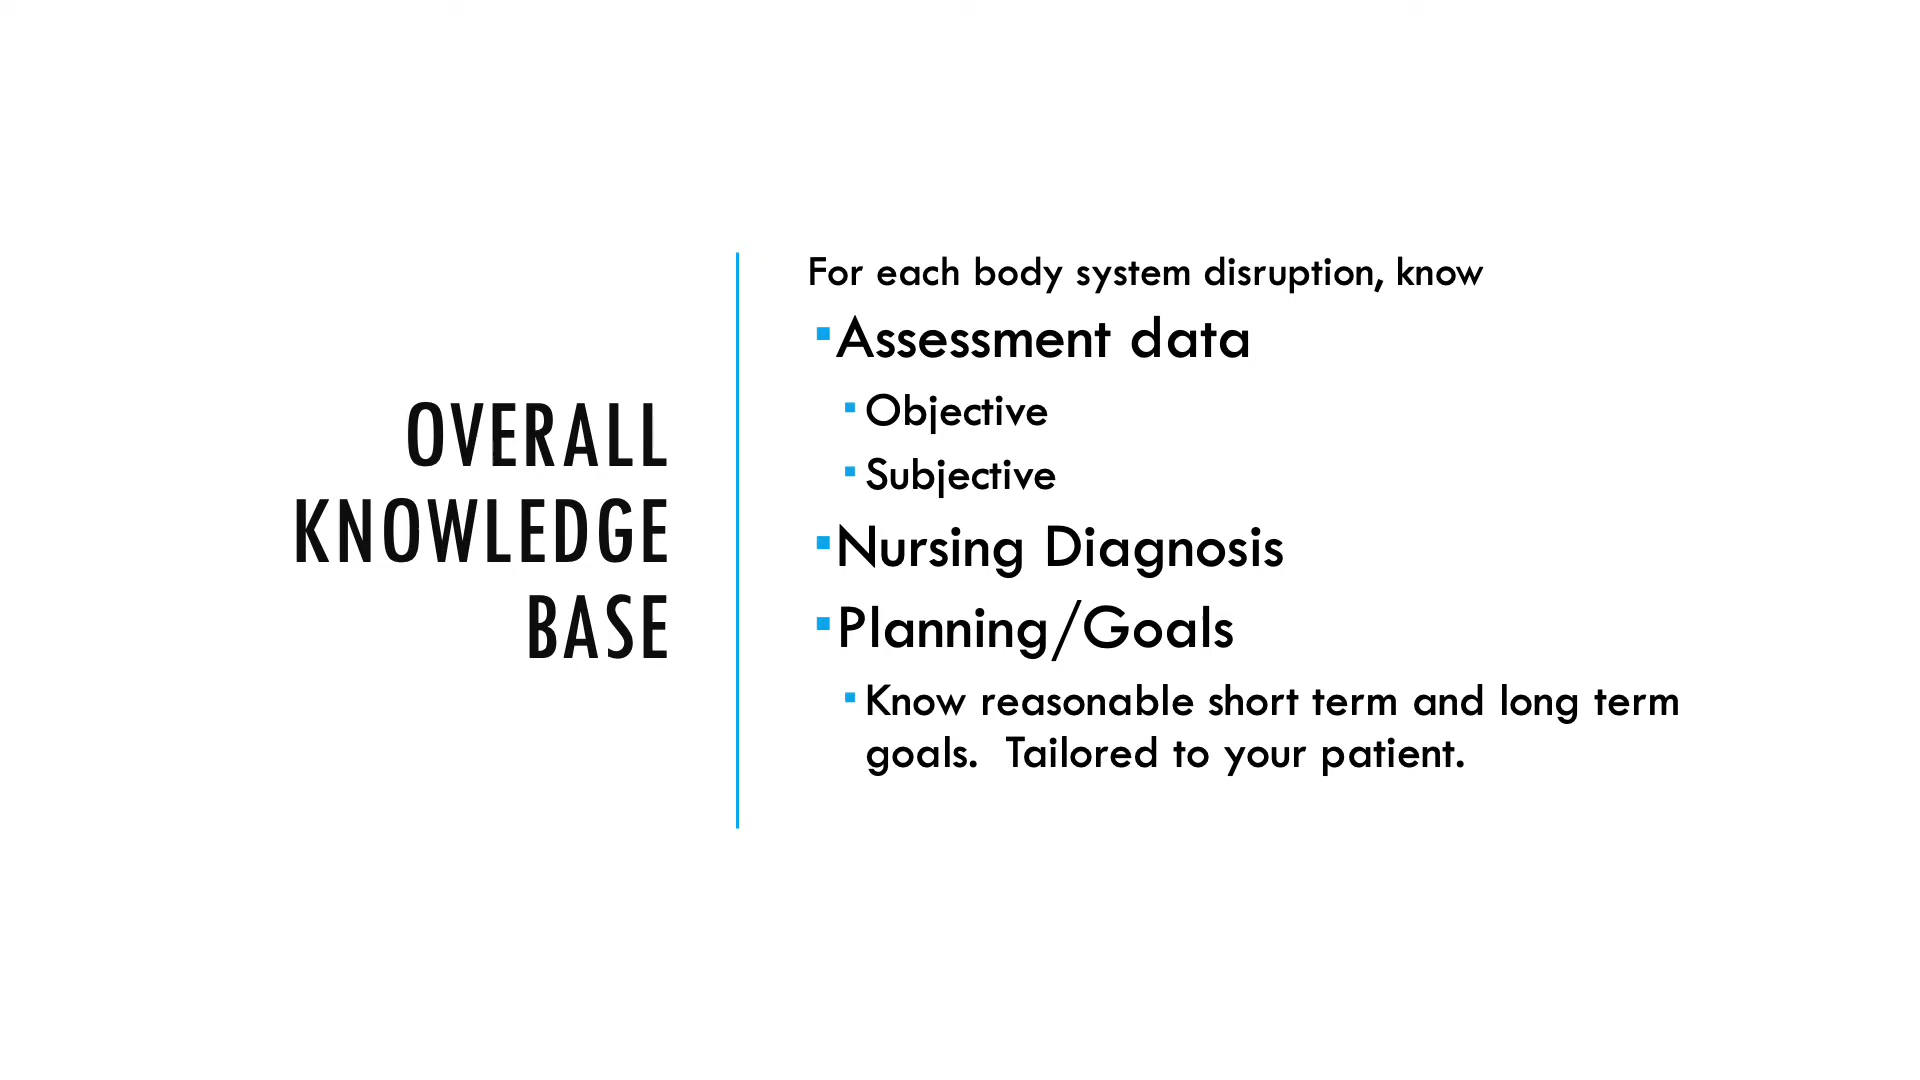 OVERALL
KNOWLEDGE
BASE
For each body system disruption, know
▪Assessment data
▪Objective
▪Subjective
▪Nursing Diagnosis
▪Planning/Goals
▪Know reasonable short term and long term
goals.  Tailored to your patient.